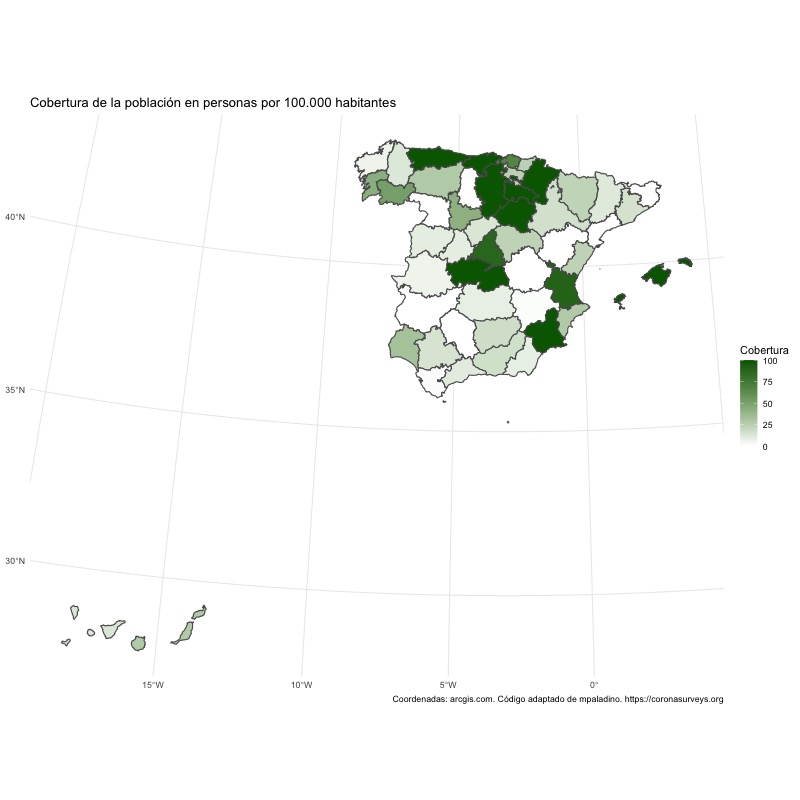 Cobertura de la población en personas por 100.000 habitantes
40°N
35°N
30°N
Cobertura
100
75
50
25
0
15°W
10°W
5°W
0°
Coordenadas: arcgis.com. Código adaptado de mpaladino. https://coronasurveys.org